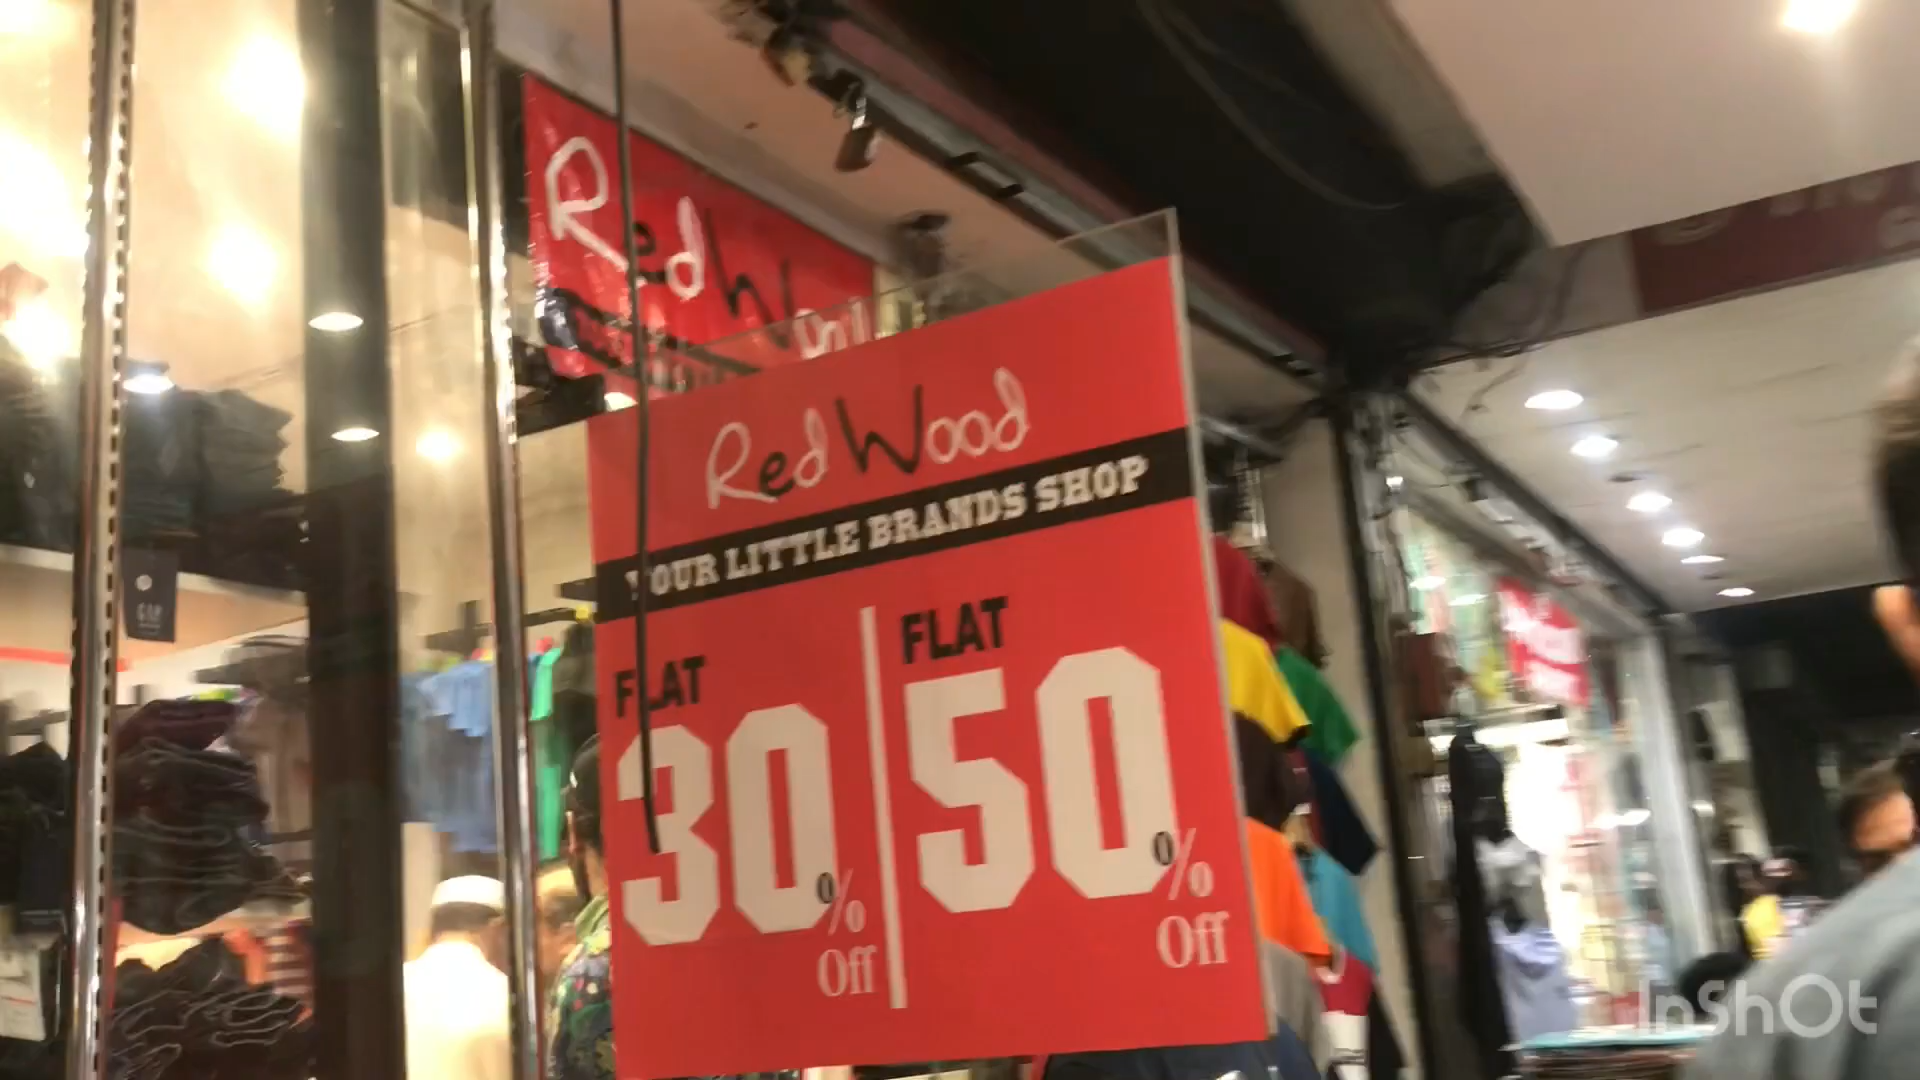 Red W
Red Wood
YOUR LITTLE BRANDS SHOP
FLAT
30%
Off
FLAT
50%
Off
GAP
InShOt